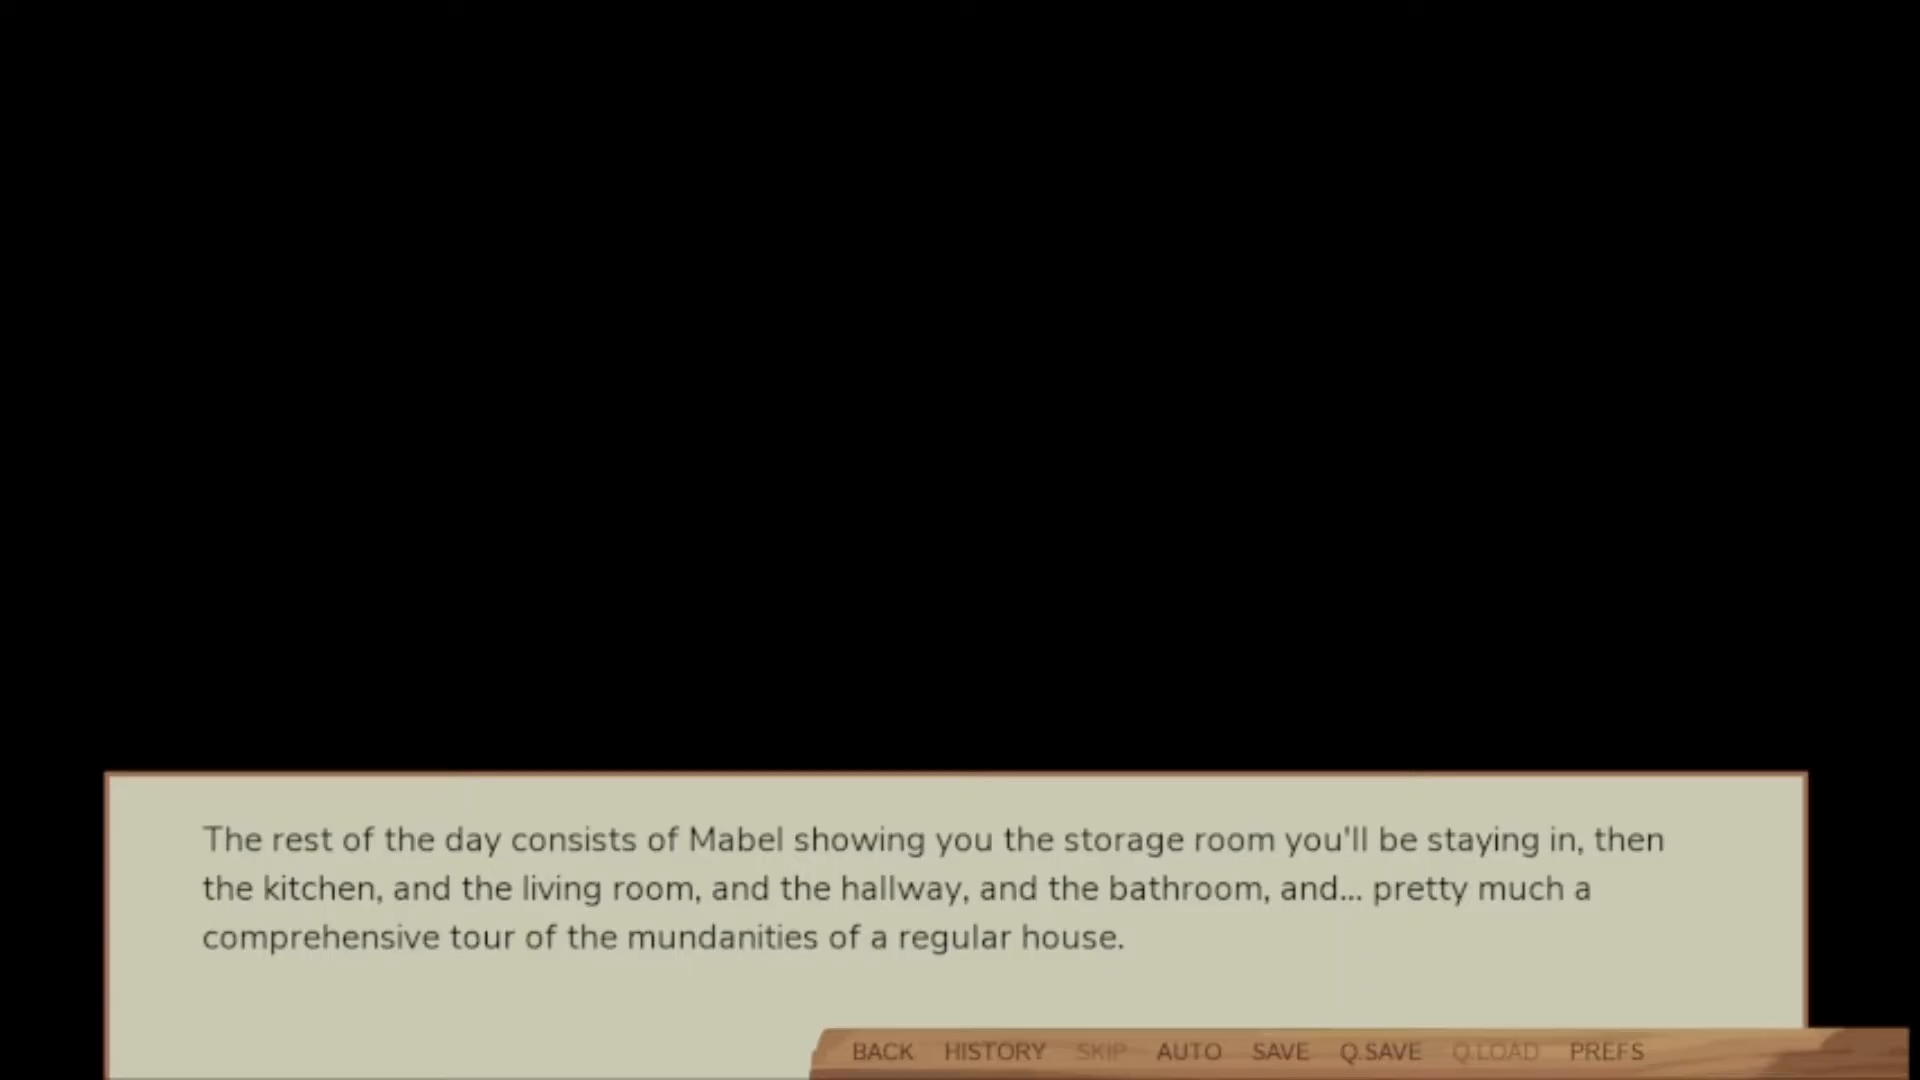 The rest of the day consists of Mabel showing you the storage room you'll be staying in, then
the kitchen, and the living room, and the hallway, and the bathroom, and... pretty much a
comprehensive tour of the mundanities of a regular house.
BACK HISTORY SKIP AUTO SAVE Q.SAVE Q.LOAD PREFS